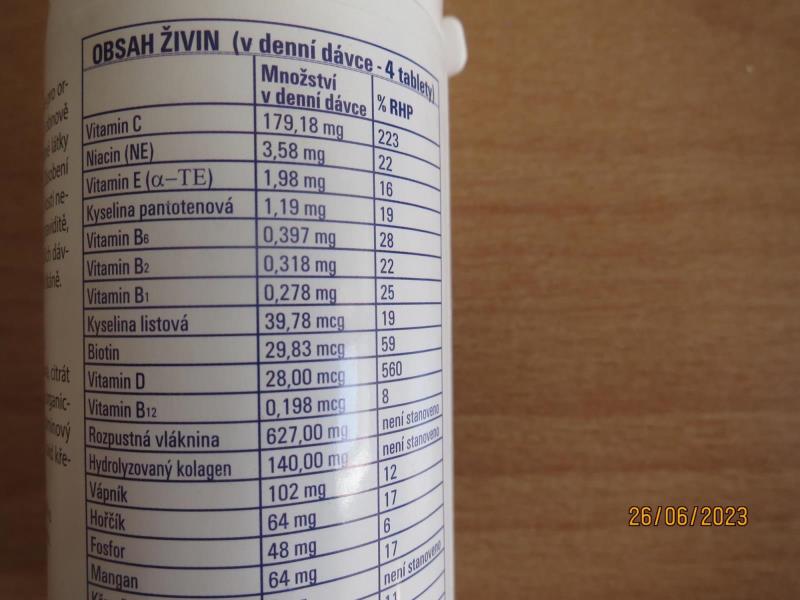 OBSAH ŽIVIN (v denní dávce - 4 tablety)
Množství v denní dávce % RHP
Vitamin C 179,18 mg 223
Niacin (NE) 3,58 mg 22
Vitamin E (α–TE) 1,98 mg 16
Kyselina pantotenová 1,19 mg 19
Vitamin B6 0,397 mg 28
Vitamin B2 0,318 mg 22
Vitamin B1 0,278 mg 25
Kyselina listová 39,78 mcg 19
Biotin 29,83 mcg 59
Vitamin D 28,00 mcg 560
Vitamin B12 0,198 mcg 8
Rozpustná vláknina 627,00 mg není stanoveno
Hydrolyzovaný kolagen 140,00 mg není stanoveno
Vápník 102 mg 12
Hořčík 64 mg 17
Fosfor 48 mg 6
Mangan 64 mg 17
není stanoveno
11
látky
citrát
26/06/2023